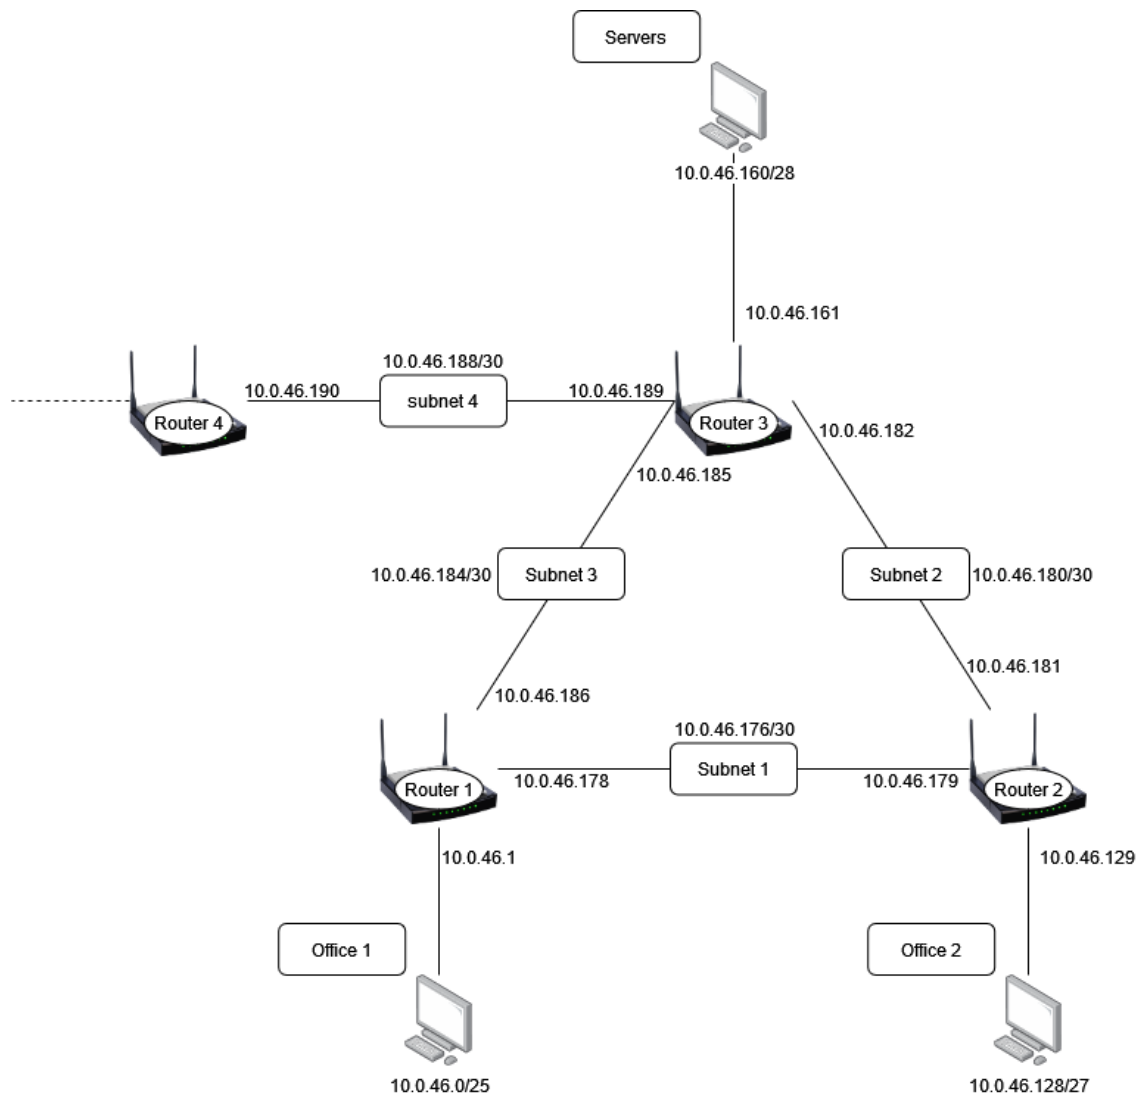 Servers
10.0.46.160/28
10.0.46.161
10.0.46.188/30
10.0.46.190
subnet 4
10.0.46.189
Router 4
Router 3
10.0.46.182
10.0.46.185
10.0.46.184/30
Subnet 3
Subnet 2
10.0.46.180/30
10.0.46.181
10.0.46.186
10.0.46.176/30
Subnet 1
10.0.46.178
10.0.46.179
Router 1
Router 2
10.0.46.1
10.0.46.129
Office 1
Office 2
10.0.46.0/25
10.0.46.128/27